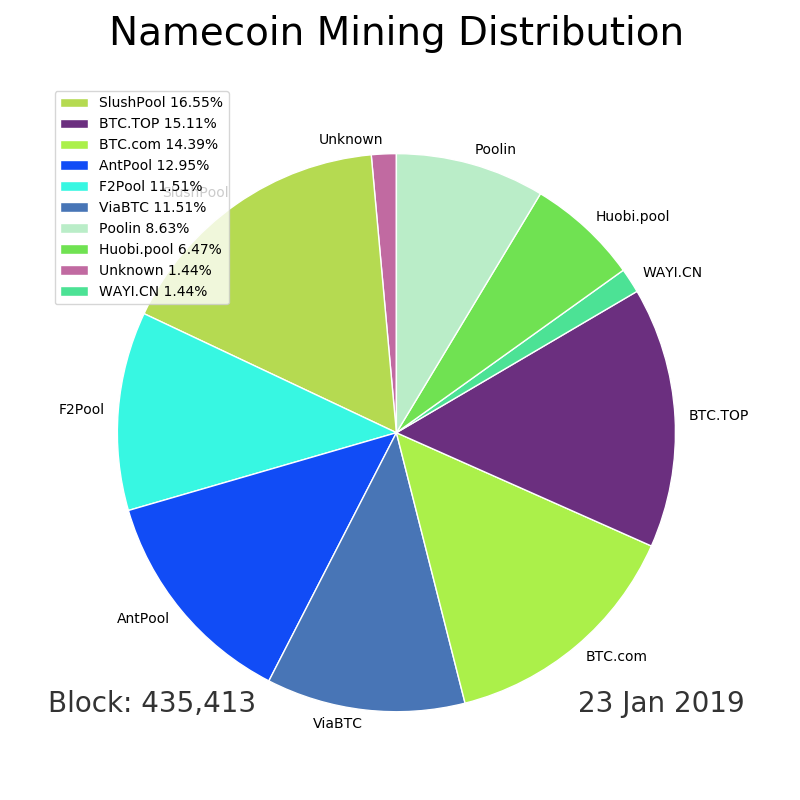 Namecoin Mining Distribution
SlushPool 16.55%
BTC.TOP 15.11%
BTC.com 14.39%
AntPool 12.95%
F2Pool 11.51%
ViaBTC 11.51%
Poolin 8.63%
Huobi.pool 6.47%
Unknown 1.44%
WAYI.CN 1.44%
Unknown
Poolin
SlushPool
Huobi.pool
WAYI.CN
F2Pool
BTC.TOP
AntPool
BTC.com
ViaBTC
Block: 435,413
23 Jan 2019